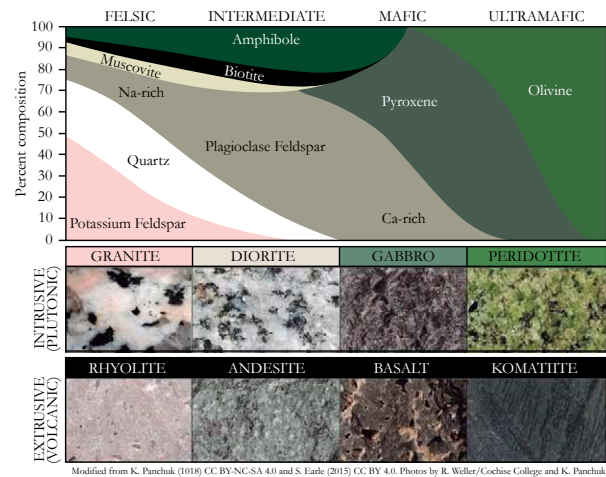 FELSIC INTERMEDIATE MAFIC ULTRAMAFIC
Percent composition
100
90
80
70
60
50
40
30
20
10
0
Amphibole
Muscovite
Biotite
Na-rich
Pyroxene
Olivine
Plagioclase Feldspar
Quartz
Potassium Feldspar
Ca-rich
INTRUSIVE
(PLUTONIC)
GRANITE DIORITE GABBRO PERIDOTITE
EXTRUSIVE
(VOLCANIC)
RHYOLITE ANDESITE BASALT KOMATIITE
Modified from K. Panchuk (1018) CC BY-NC-SA 4.0 and S. Earle (2015) CC BY 4.0. Photos by R. Weller/Cochise College and K. Panchuk